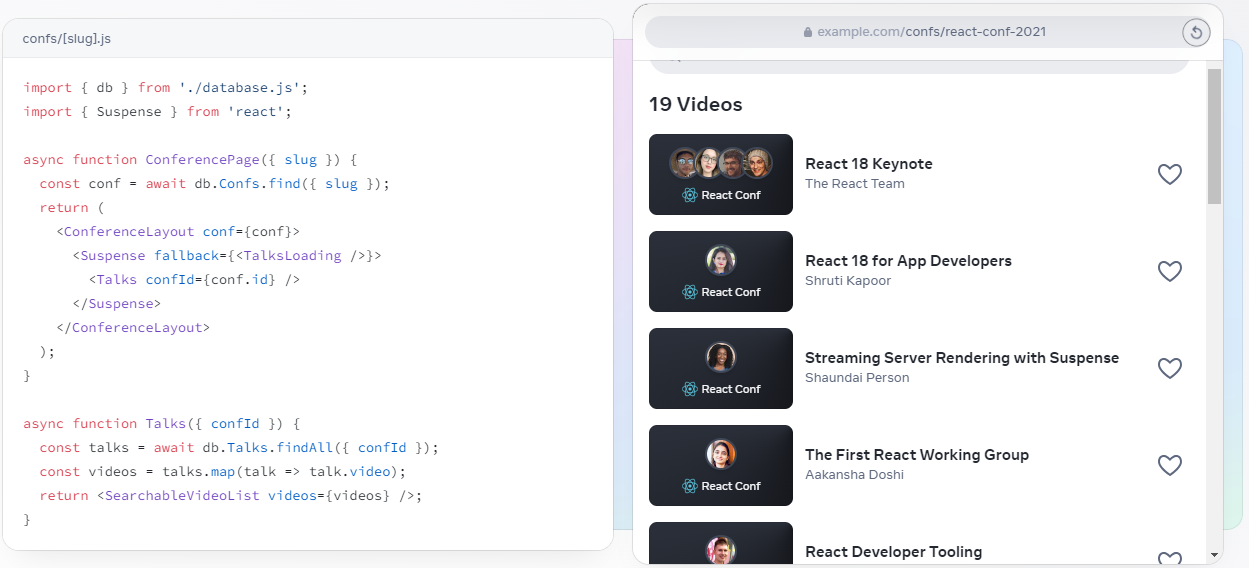 confs/[slug].js
import { db } from './database.js';
import { Suspense } from 'react';
async function ConferencePage({ slug }) {
const conf = await db.Confs.find({ slug });
return (
<ConferenceLayout conf={conf}>
<Suspense fallback={<TalksLoading />}>
<Talks confId={conf.id} />
</Suspense>
</ConferenceLayout>
);
}
async function Talks({ confId }) {
const talks = await db.Talks.findAll({ confId });
const videos = talks.map(talk => talk.video);
return <SearchableVideoList videos={videos} />;
}
example.com/confs/react-conf-2021
19 Videos
React Conf
React 18 Keynote
The React Team
React Conf
React 18 for App Developers
Shruti Kapoor
React Conf
Streaming Server Rendering with Suspense
Shaundai Person
React Conf
The First React Working Group
Aakansha Doshi
React Developer Tooling